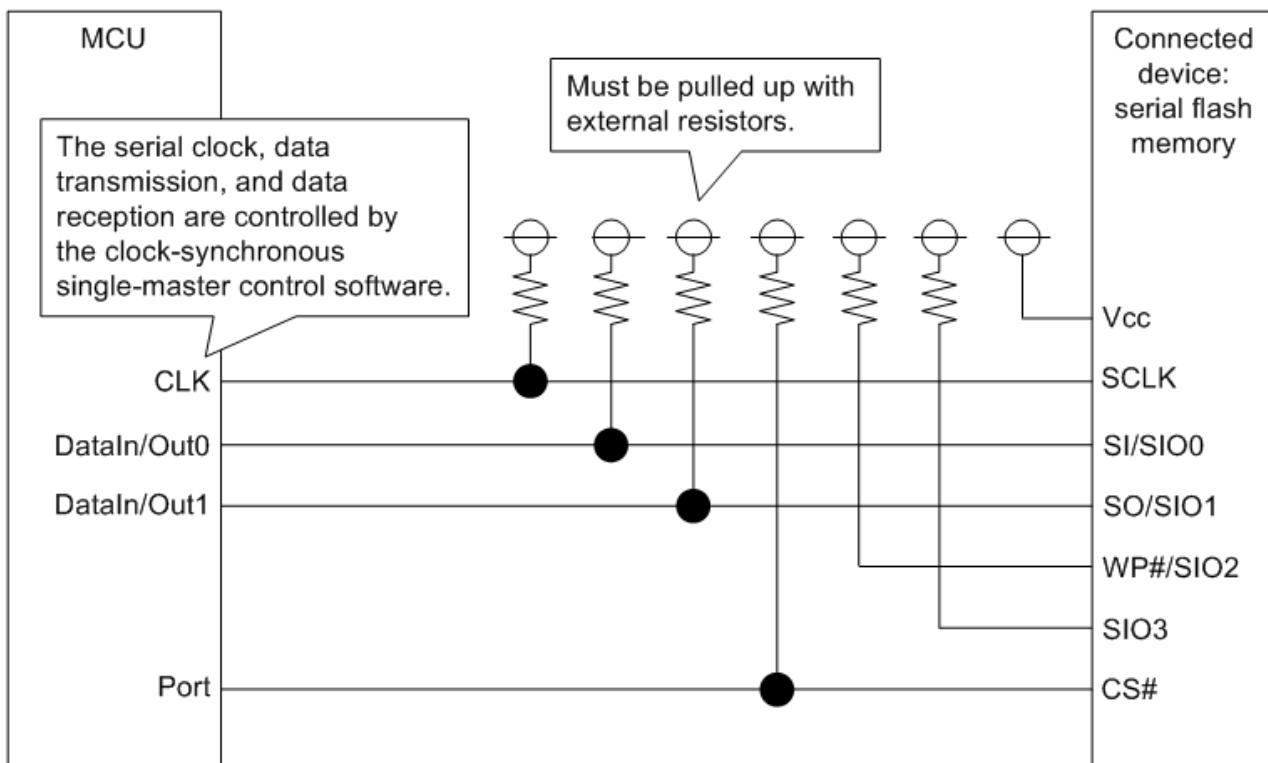 MCU
The serial clock, data
transmission, and data
reception are controlled by
the clock-synchronous
single-master control software.
Must be pulled up with
external resistors.
Connected
device:
serial flash
memory
Vcc
CLK
SCLK
DataIn/Out0
SI/SIO0
DataIn/Out1
SO/SIO1
WP#/SIO2
SIO3
Port
CS#